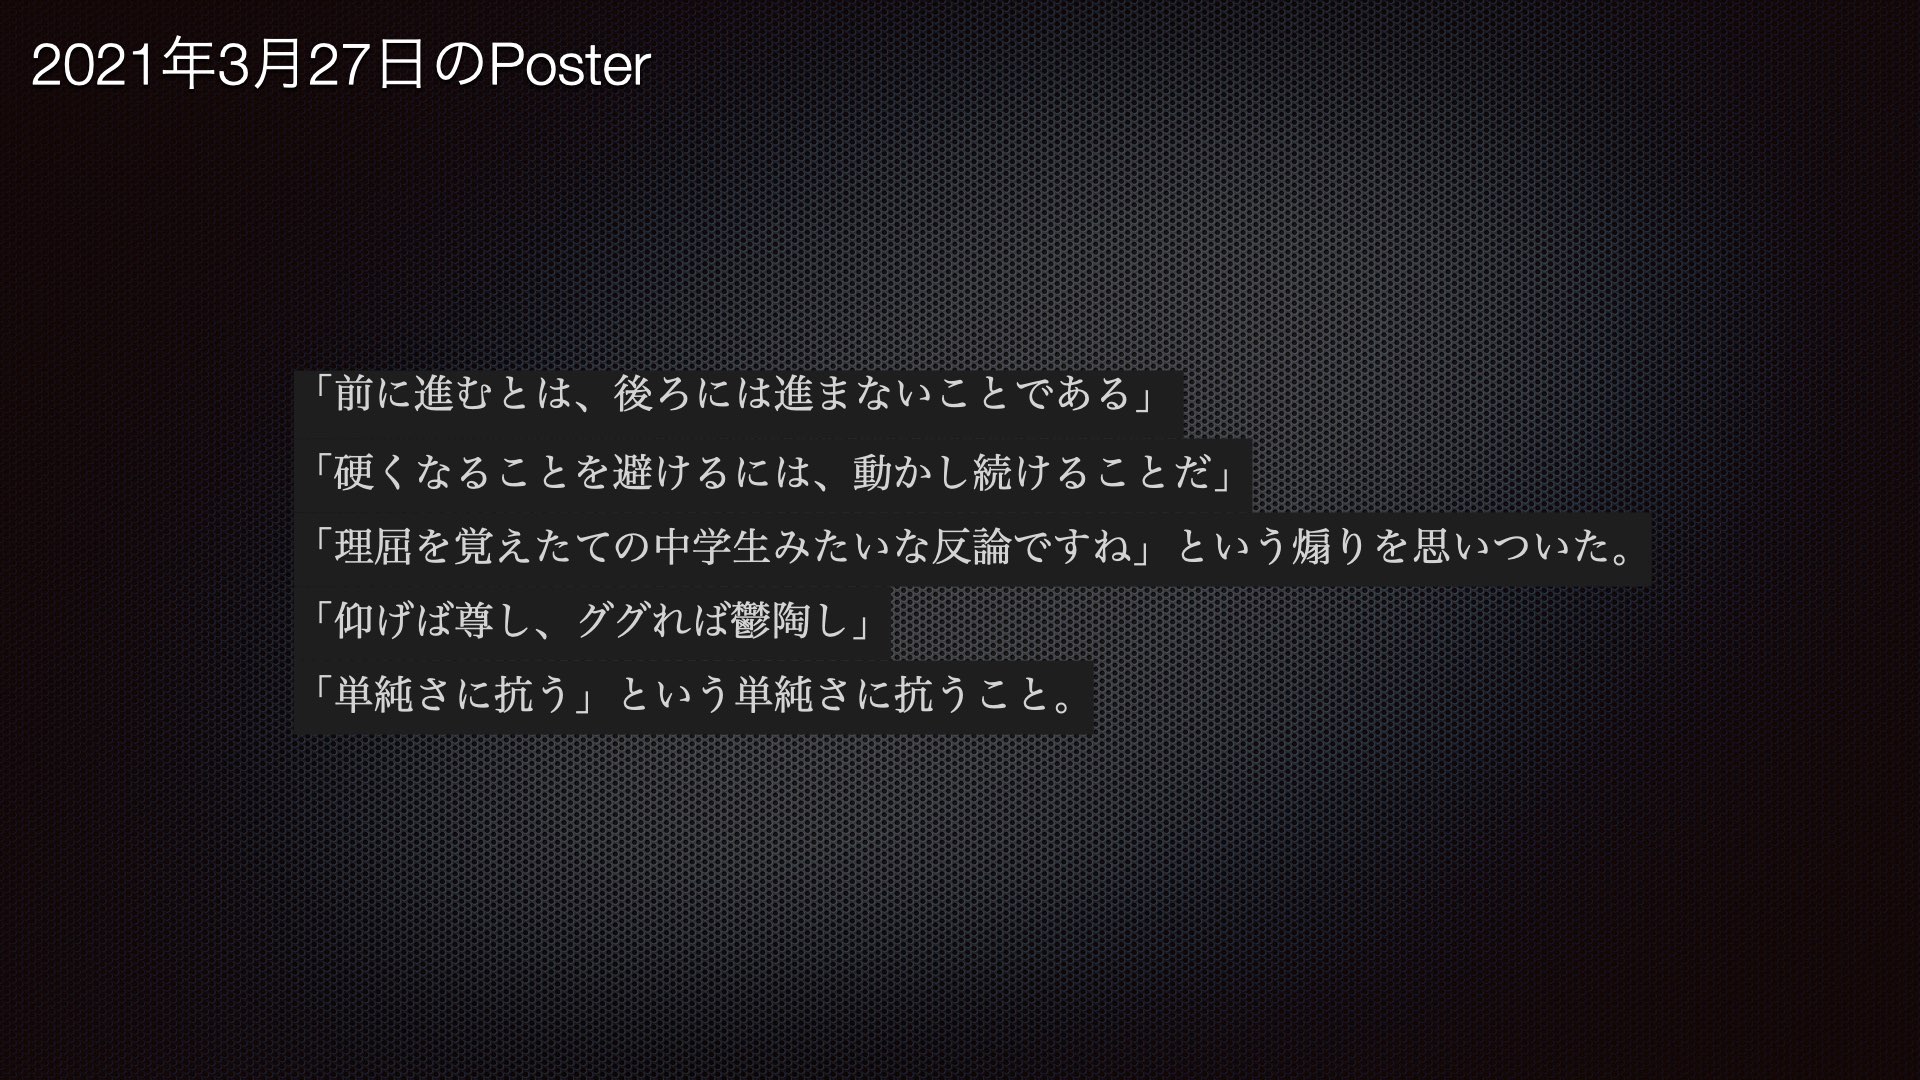 2021年3月27日のPoster
「前に進むとは、後ろには進まないことである」
「硬くなることを避けるには、動かし続けることだ」
「理屈を覚えたての中学生みたいな反論ですね」という煽りを思いついた。
「仰げば尊し、ググれば鬱陶し」
「単純さに抗う」という単純さに抗うこと。